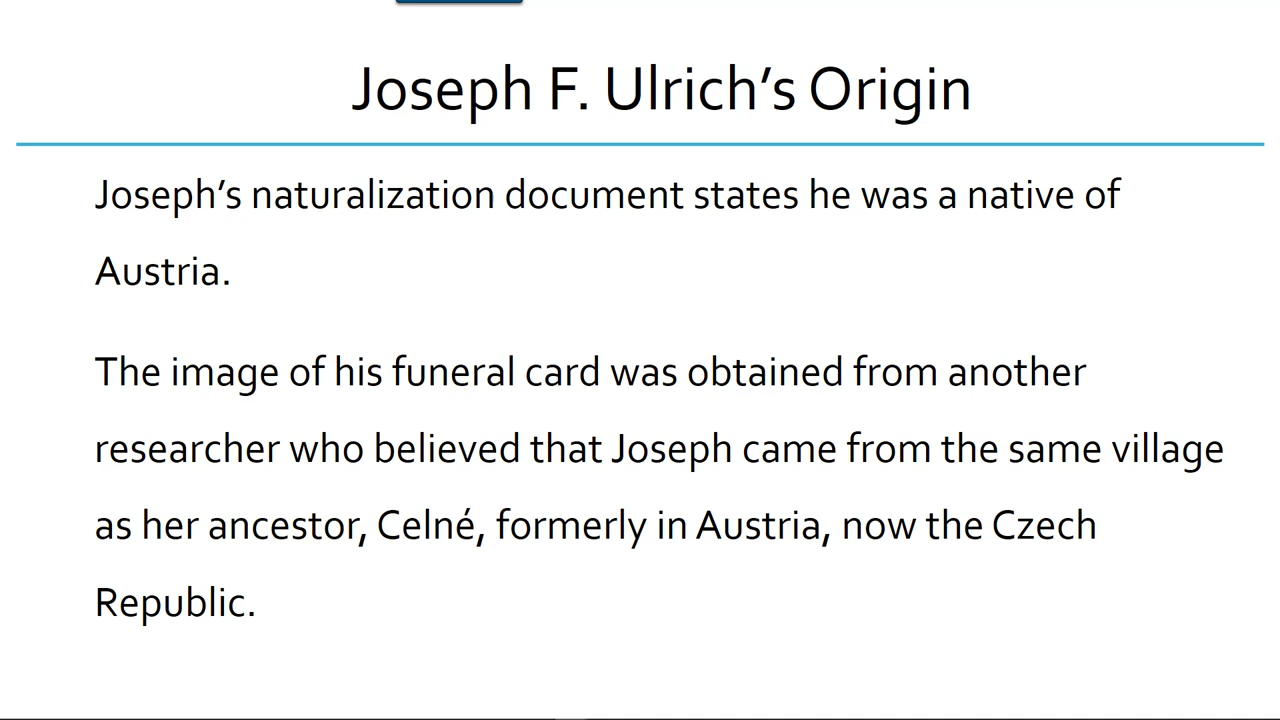 Joseph F. Ulrich’s Origin
Joseph’s naturalization document states he was a native of
Austria.
The image of his funeral card was obtained from another
researcher who believed that Joseph came from the same village
as her ancestor, Celné, formerly in Austria, now the Czech
Republic.